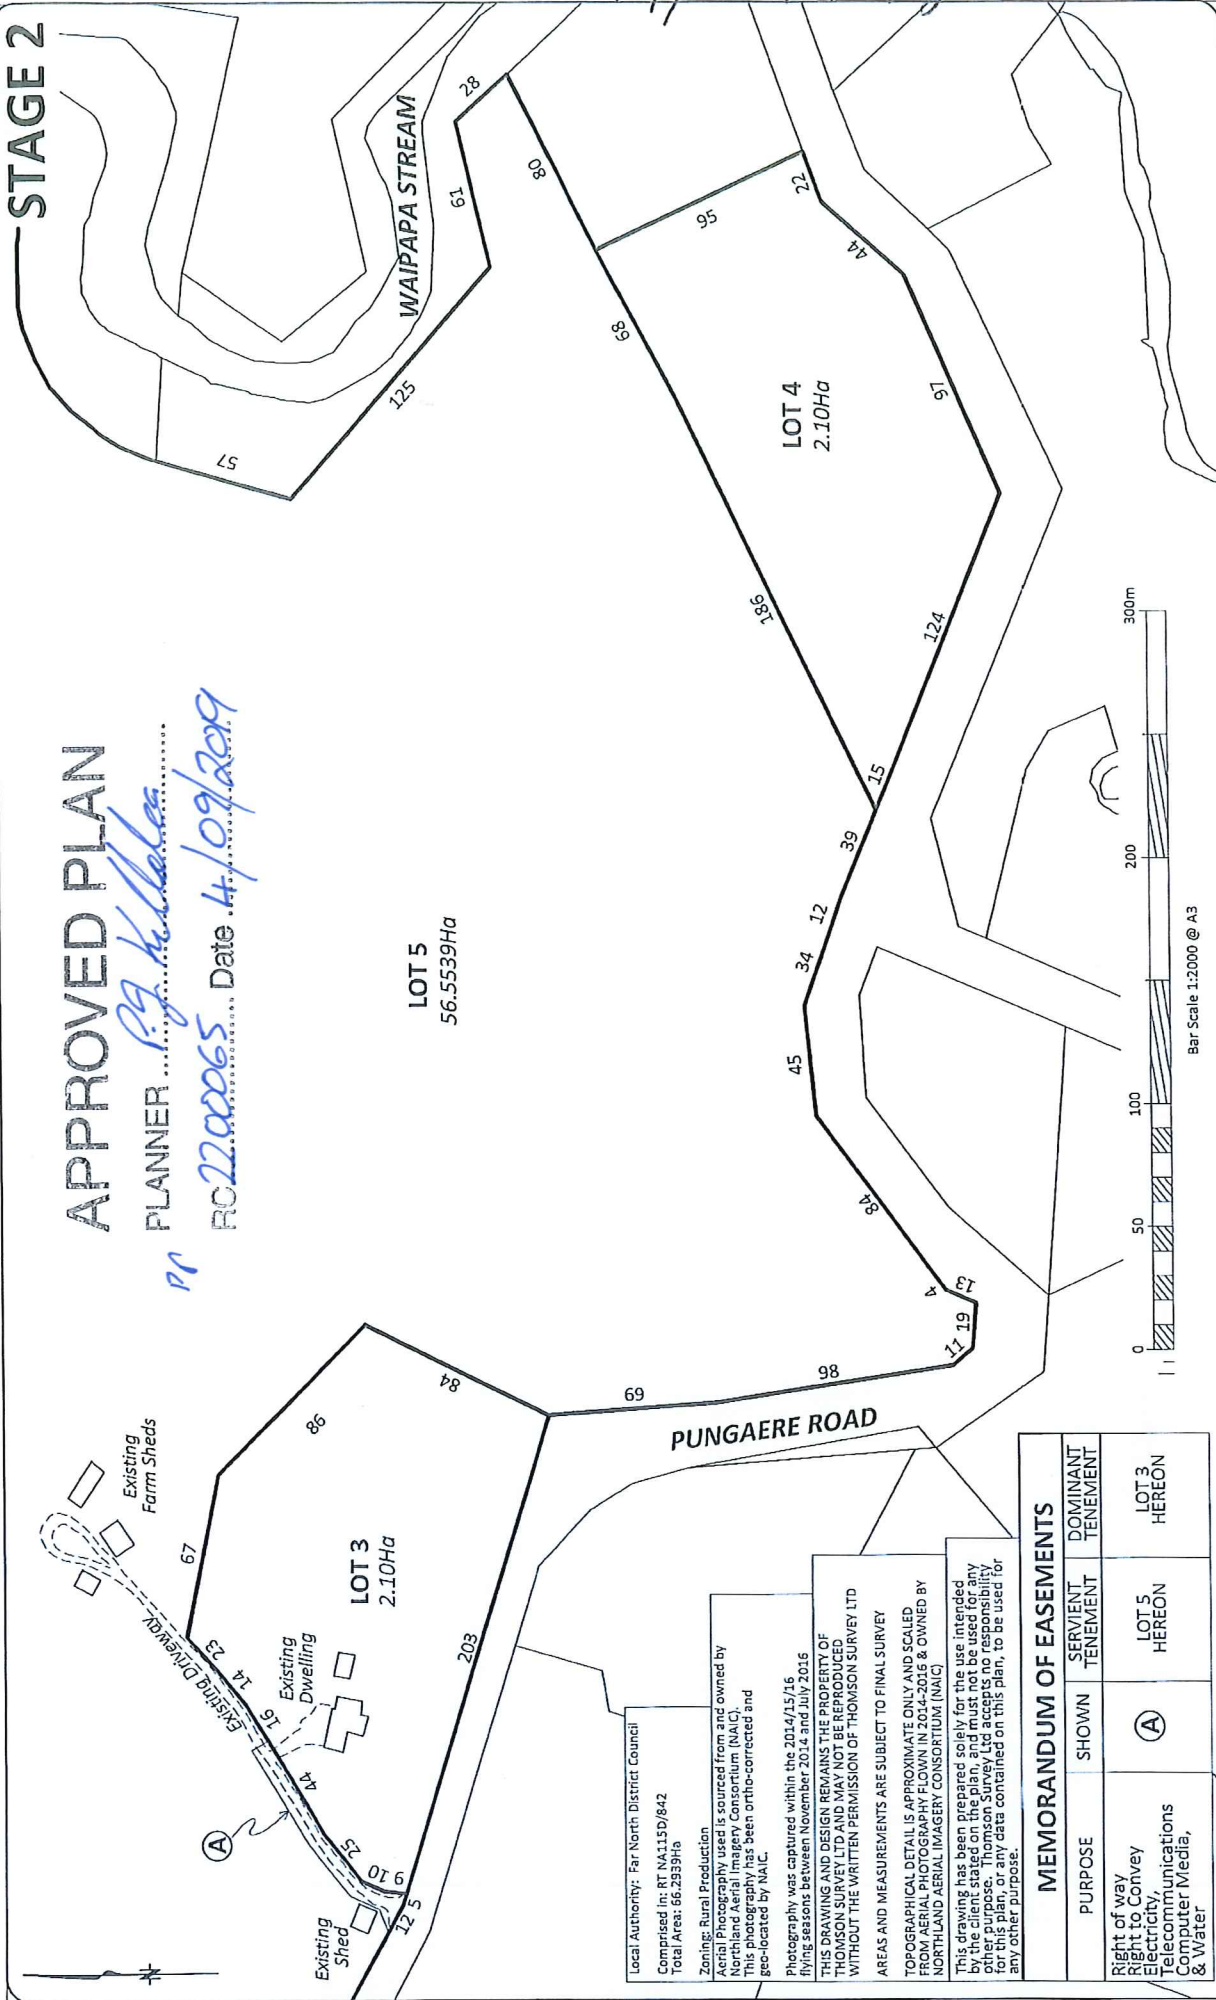 STAGE 2
APPROVED PLAN
PLANNER
RC 2200065 Date 4/09/2019
WAIPAPA STREAM
57
125
61
28
80
68
95
22
44
97
186
124
15
LOT 4
2.10Ha
LOT 5
56.5539Ha
39
12
34
45
84
4
13
19
11
98
69
PUNGAERE ROAD
84
86
67
LOT 3
2.10Ha
203
23
14
16
44
25
10
9
5
12
Existing
Farm Sheds
Existing Driveway
Existing
Dwelling
A
Existing
Shed
Local Authority: Far North District Council
Comprised in: RT NA115D/842
Total Area: 66.2939Ha
Zoning: Rural Production
Aerial Photography used is sourced from and owned by
Northland Aerial Imagery Consortium (NAIC).
This photography has been ortho-corrected and
geo-located by NAIC.
Photography was captured within the 2014/15/16
flying seasons between November 2014 and July 2016
THIS DRAWING AND DESIGN REMAINS THE PROPERTY OF
THOMSON SURVEY LTD AND MAY NOT BE REPRODUCED
WITHOUT THE WRITTEN PERMISSION OF THOMSON SURVEY LTD
AREAS AND MEASUREMENTS ARE SUBJECT TO FINAL SURVEY
TOPOGRAPHICAL DETAIL IS APPROXIMATE ONLY AND SCALED
FROM AERIAL PHOTOGRAPHY FLOWN IN 2014-2016 & OWNED BY
NORTHLAND AERIAL IMAGERY CONSORTIUM (NAIC)
This drawing has been prepared solely for the use intended
by the client stated on the plan, and must not be used for any
other purpose. Thomson Survey Ltd accepts no responsibility
for this plan, or any data contained on this plan, to be used for
any other purpose.
MEMORANDUM OF EASEMENTS
PURPOSE SHOWN SERVIENT TENEMENT DOMINANT TENEMENT
Right of way
Right to Convey
Electricity,
Telecommunications
Computer Media,
& Water
A
LOT 5
HEREON
LOT 3
HEREON
0 50 100 200 300m
Bar Scale 1:2000 @ A3